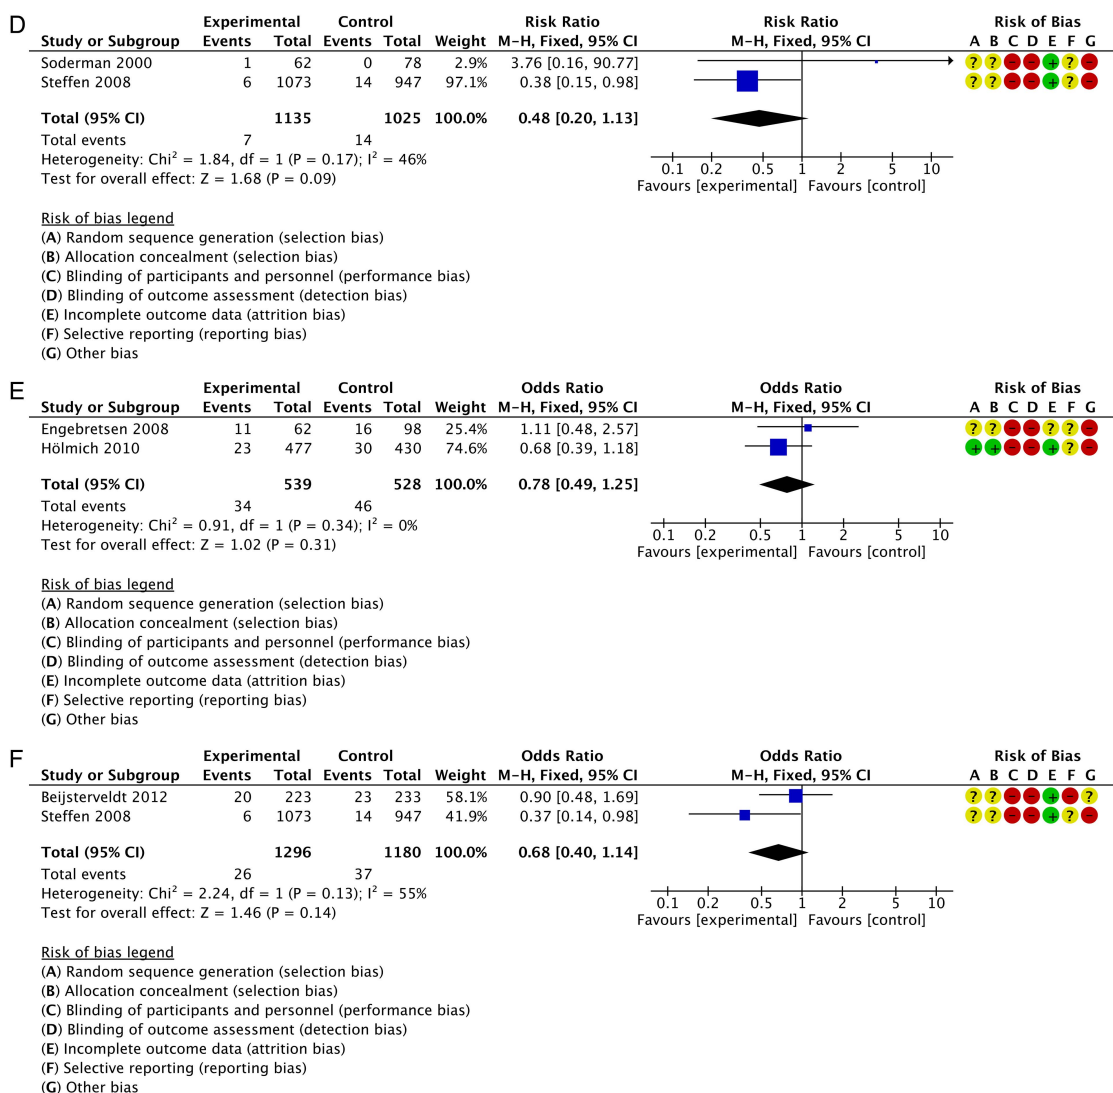 D
Experimental Control Risk Ratio Risk Ratio Risk of Bias
Study or Subgroup Events Total Events Total Weight M-H, Fixed, 95% CI M-H, Fixed, 95% CI A B C D E F G
Soderman 2000 1 62 0 78 2.9% 3.76 [0.16, 90.77] ? ? - - + ? -
Steffen 2008 6 1073 14 947 97.1% 0.38 [0.15, 0.98] ? ? - - + ? -
Total (95% CI) 1135 1025 100.0% 0.48 [0.20, 1.13]
Total events 7 14
Heterogeneity: Chi² = 1.84, df = 1 (P = 0.17); I² = 46%
Test for overall effect: Z = 1.68 (P = 0.09)
0.1 0.2 0.5 1 2 5 10
Favours [experimental] Favours [control]
Risk of bias legend
(A) Random sequence generation (selection bias)
(B) Allocation concealment (selection bias)
(C) Blinding of participants and personnel (performance bias)
(D) Blinding of outcome assessment (detection bias)
(E) Incomplete outcome data (attrition bias)
(F) Selective reporting (reporting bias)
(G) Other bias
E
Experimental Control Odds Ratio Odds Ratio Risk of Bias
Study or Subgroup Events Total Events Total Weight M-H, Fixed, 95% CI M-H, Fixed, 95% CI A B C D E F G
Engebretsen 2008 11 62 16 98 25.4% 1.11 [0.48, 2.57] ? ? - - ? ? -
Hölmich 2010 23 477 30 430 74.6% 0.68 [0.39, 1.18] + + - - + ? -
Total (95% CI) 539 528 100.0% 0.78 [0.49, 1.25]
Total events 34 46
Heterogeneity: Chi² = 0.91, df = 1 (P = 0.34); I² = 0%
Test for overall effect: Z = 1.02 (P = 0.31)
0.1 0.2 0.5 1 2 5 10
Favours [experimental] Favours [control]
Risk of bias legend
(A) Random sequence generation (selection bias)
(B) Allocation concealment (selection bias)
(C) Blinding of participants and personnel (performance bias)
(D) Blinding of outcome assessment (detection bias)
(E) Incomplete outcome data (attrition bias)
(F) Selective reporting (reporting bias)
(G) Other bias
F
Experimental Control Odds Ratio Odds Ratio Risk of Bias
Study or Subgroup Events Total Events Total Weight M-H, Fixed, 95% CI M-H, Fixed, 95% CI A B C D E F G
Beijsterveldt 2012 20 223 23 233 58.1% 0.90 [0.48, 1.69] ? ? - - + - ?
Steffen 2008 6 1073 14 947 41.9% 0.37 [0.14, 0.98] ? ? - - + ? -
Total (95% CI) 1296 1180 100.0% 0.68 [0.40, 1.14]
Total events 26 37
Heterogeneity: Chi² = 2.24, df = 1 (P = 0.13); I² = 55%
Test for overall effect: Z = 1.46 (P = 0.14)
0.1 0.2 0.5 1 2 5 10
Favours [experimental] Favours [control]
Risk of bias legend
(A) Random sequence generation (selection bias)
(B) Allocation concealment (selection bias)
(C) Blinding of participants and personnel (performance bias)
(D) Blinding of outcome assessment (detection bias)
(E) Incomplete outcome data (attrition bias)
(F) Selective reporting (reporting bias)
(G) Other bias